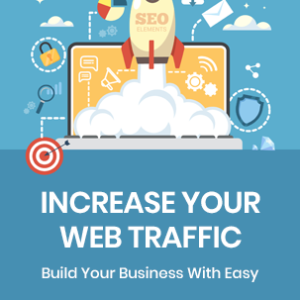 SEO
ELEMENTS
INCREASE YOUR
WEB TRAFFIC
Build Your Business With Easy